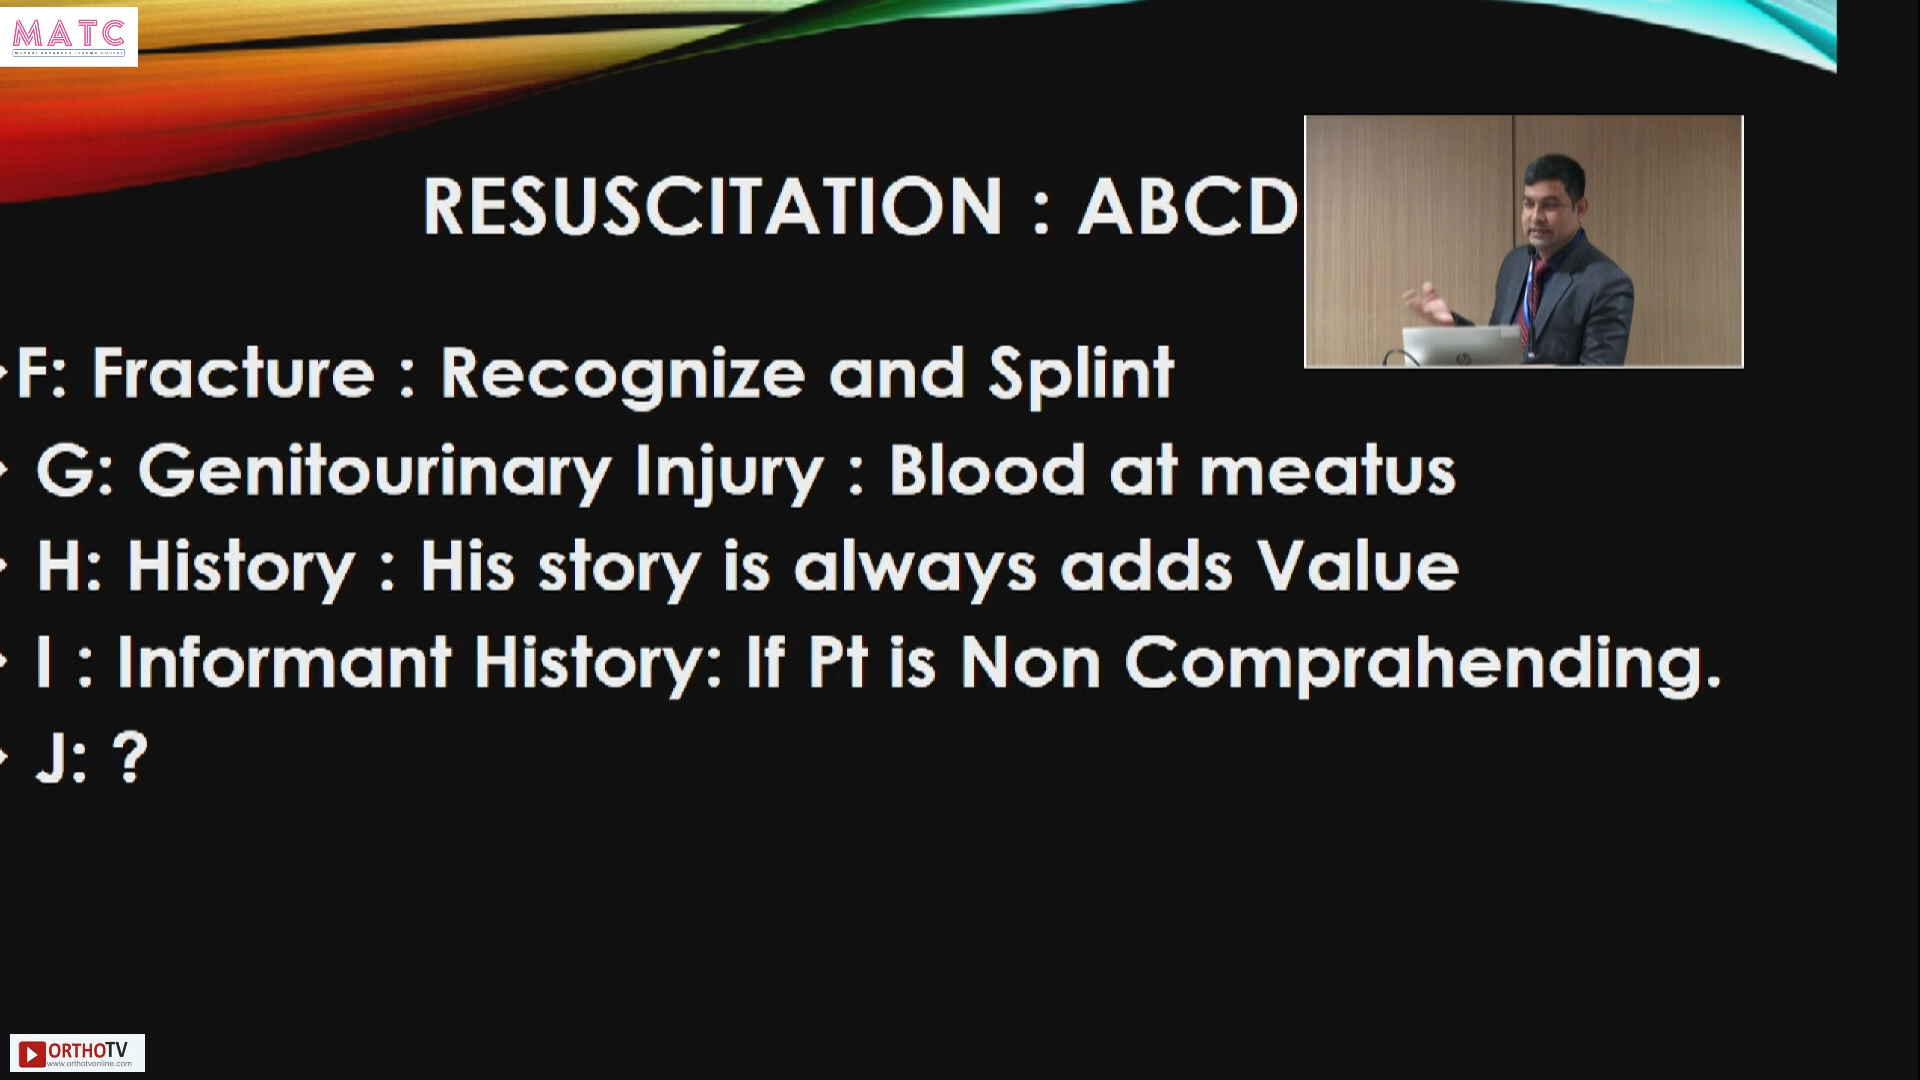 MATC
RESUSCITATION : ABCD
F: Fracture : Recognize and Splint
G: Genitourinary Injury : Blood at meatus
H: History : His story is always adds Value
I : Informant History: If Pt is Non Comprahending.
J: ?
ORTHOTV
www.orthotvonline.com